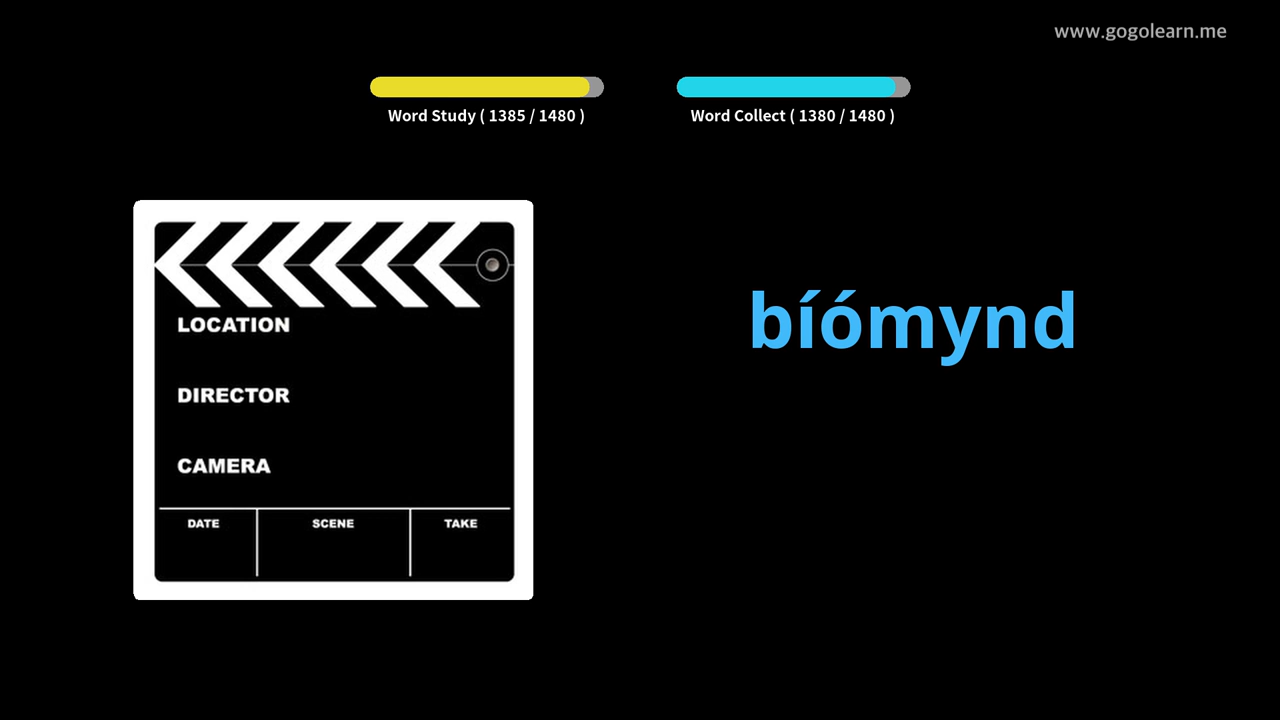 www.gogolearn.me
Word Study ( 1385 / 1480 )
Word Collect ( 1380 / 1480 )
LOCATION
DIRECTOR
CAMERA
DATE
SCENE
TAKE
bíómynd